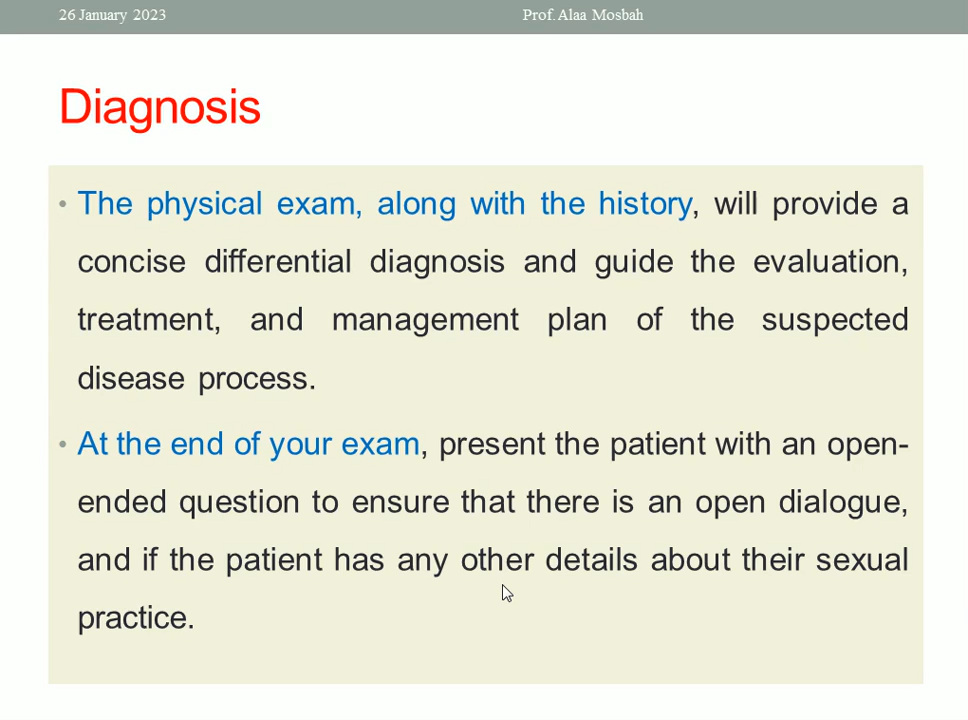 26 January 2023
Prof. Alaa Mosbah
Diagnosis
• The physical exam, along with the history, will provide a
concise differential diagnosis and guide the evaluation,
treatment, and management plan of the suspected
disease process.
• At the end of your exam, present the patient with an open-
ended question to ensure that there is an open dialogue,
and if the patient has any other details about their sexual
practice.